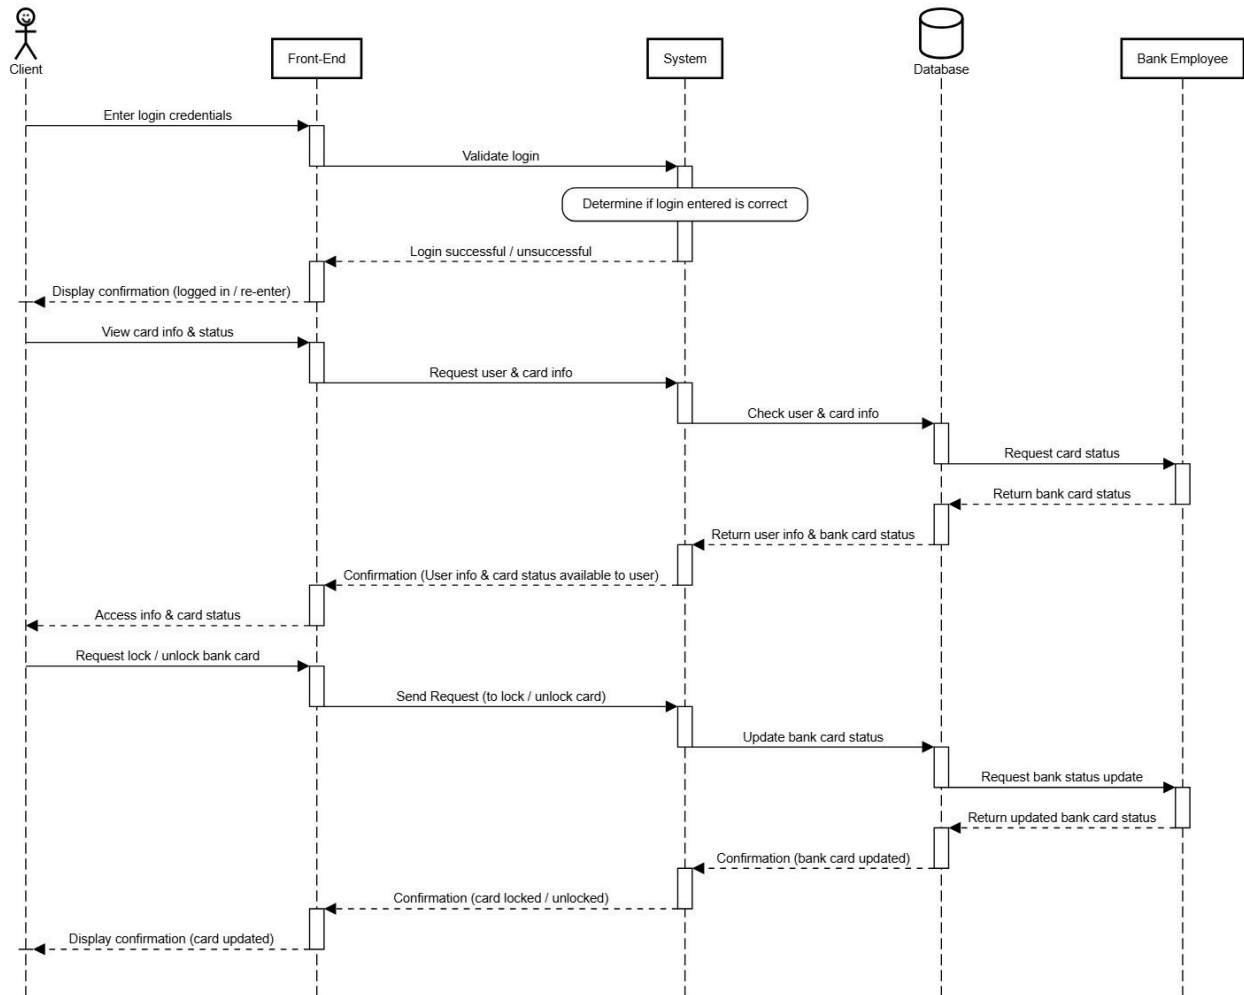 Client
Front-End
System
Database
Bank Employee
Enter login credentials
Validate login
Determine if login entered is correct
Login successful / unsuccessful
Display confirmation (logged in / re-enter)
View card info & status
Request user & card info
Check user & card info
Request card status
Return bank card status
Return user info & bank card status
Confirmation (User info & card status available to user)
Access info & card status
Request lock / unlock bank card
Send Request (to lock / unlock card)
Update bank card status
Request bank status update
Return updated bank card status
Confirmation (bank card updated)
Confirmation (card locked / unlocked)
Display confirmation (card updated)